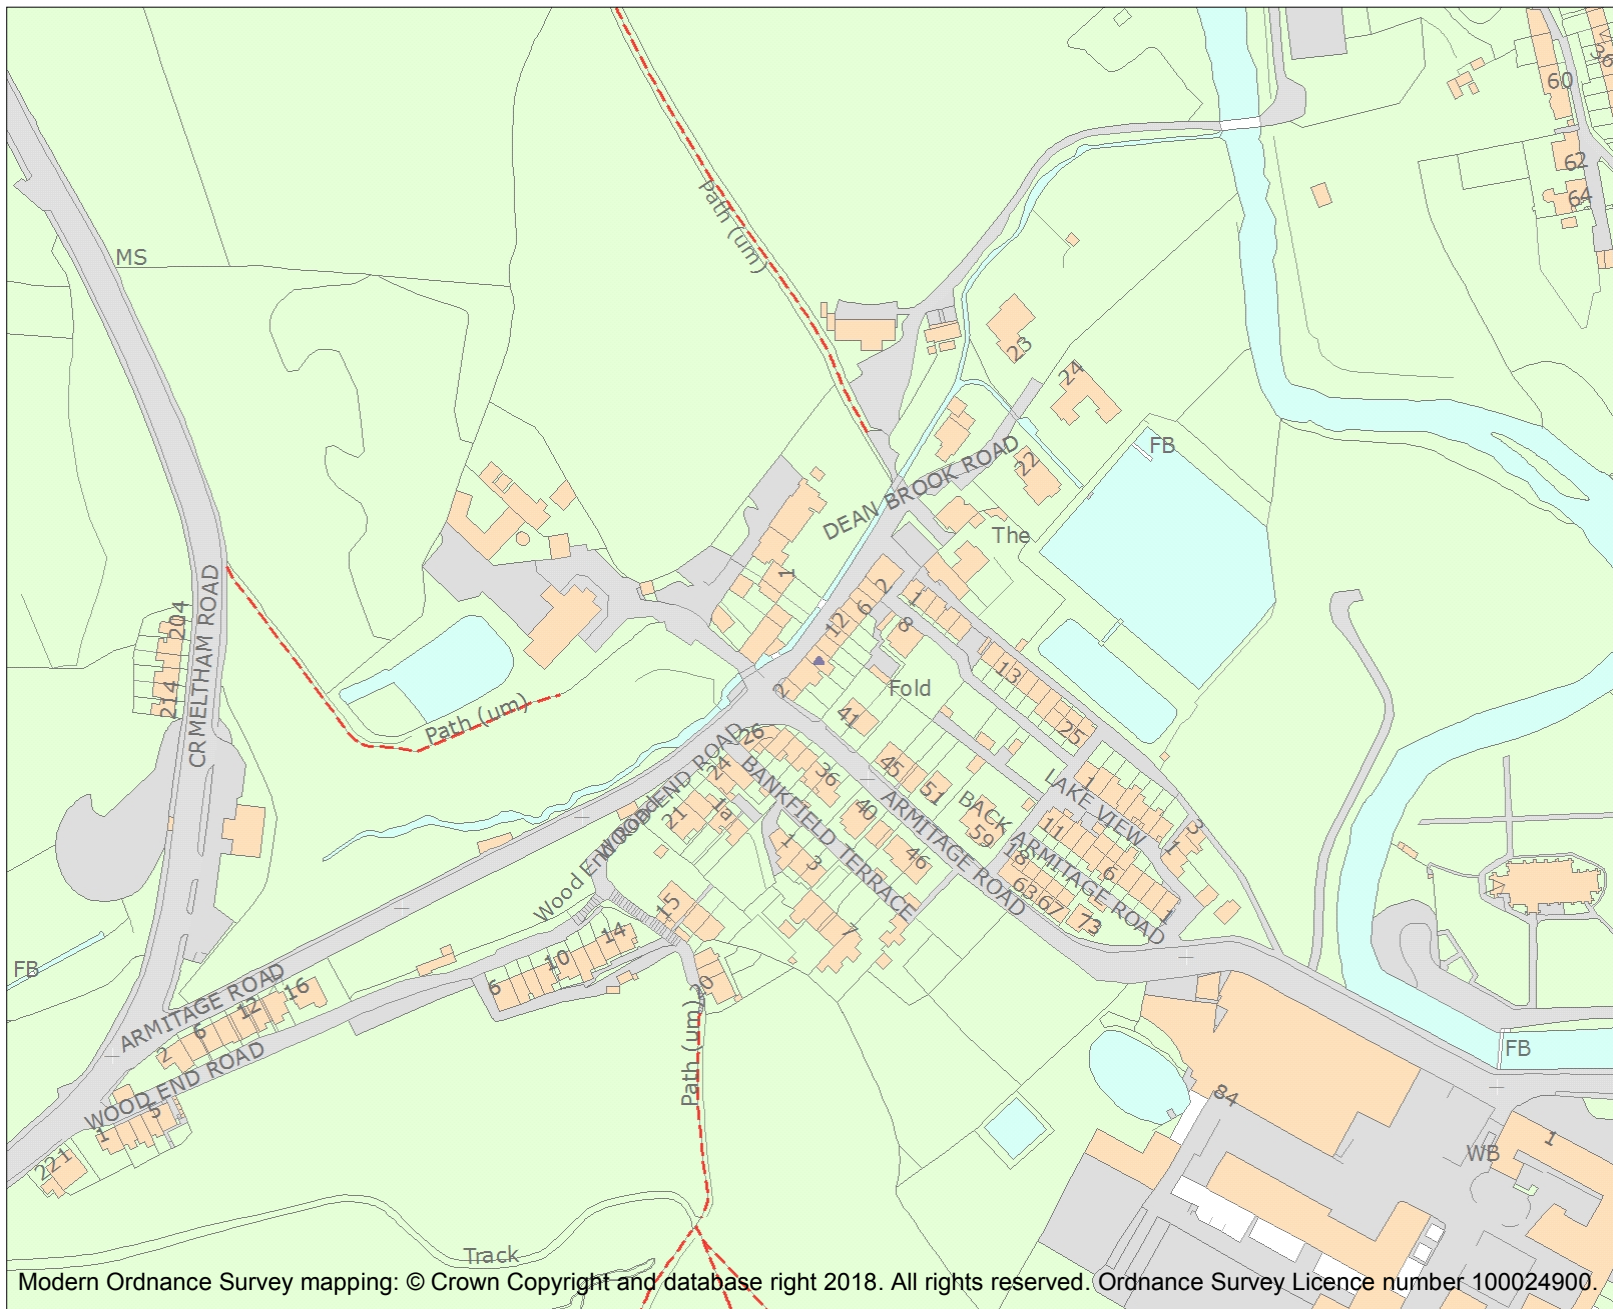 60
36
62
64
MS
Path (um)
23
24
22
FB
DEAN BROOK ROAD
The
1
2
6
12
2
1
8
13
25
Fold
204
214
CRMELTHAM ROAD
Path (um)
41
45
51
59
26
36
40
46
24
21
1a
WOOD END ROAD
Wood End Road
BANKFIELD TERRACE
1
3
7
ARMITAGE ROAD
BACK ARMITAGE ROAD
LAKE VIEW
1
3
1
11
6
1
18
63
67
73
15
14
10
6
20
Path (um)
FB
ARMITAGE ROAD
16
12
6
2
WOOD END ROAD
5
1
221
FB
84
WB
1
Track
Modern Ordnance Survey mapping: © Crown Copyright and database right 2018. All rights reserved. Ordnance Survey Licence number 100024900.